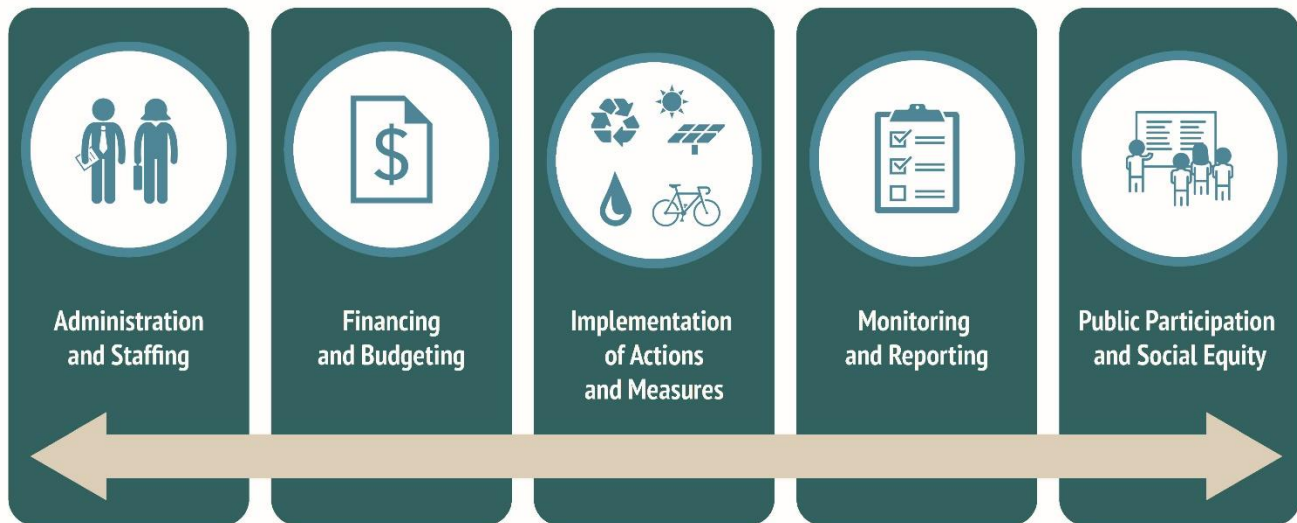 Administration
and Staffing
Financing
and Budgeting
Implementation
of Actions
and Measures
Monitoring
and Reporting
Public Participation
and Social Equity
$